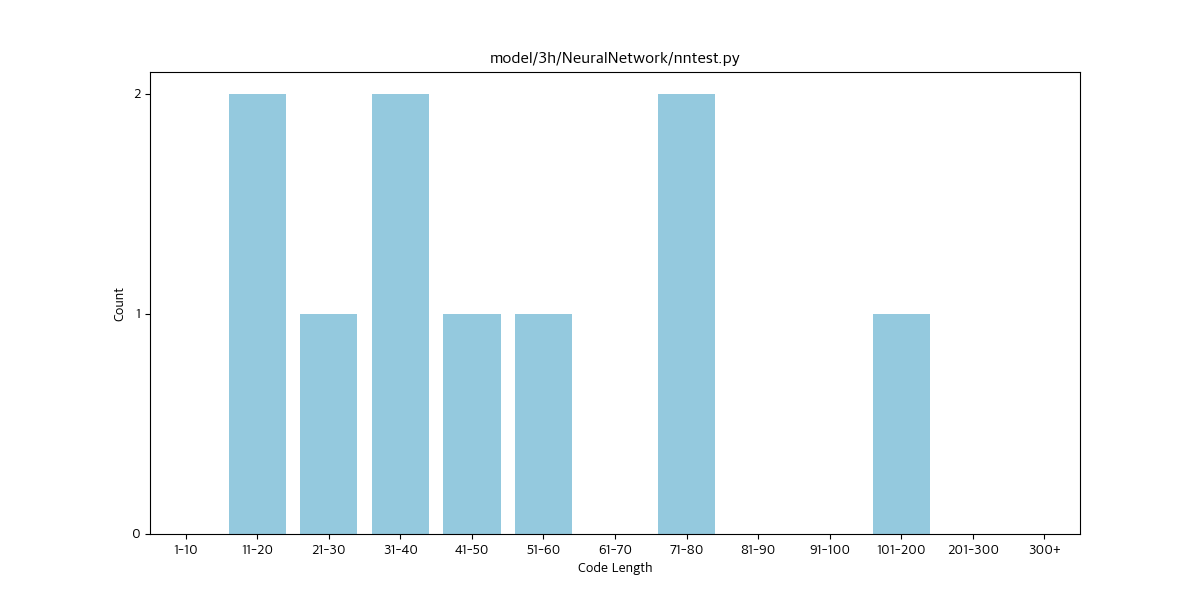 model/3h/NeuralNetwork/nntest.py
2
1
0
Count
1-10 11-20 21-30 31-40 41-50 51-60 61-70 71-80 81-90 91-100 101-200 201-300 300+
Code Length